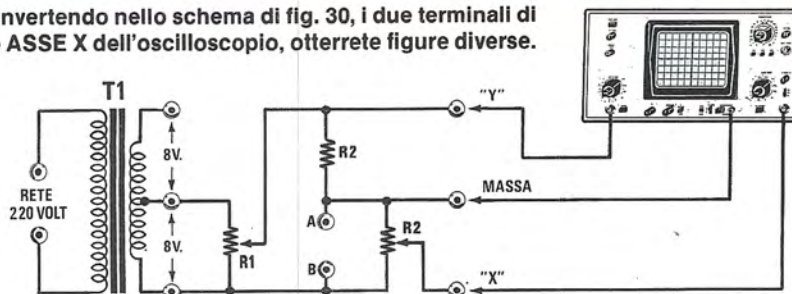 nvertendo nello schema di fig. 30, i due terminali di
ASSE X dell'oscilloscopio, otterrete figure diverse.
T1
8V.
8V.
RETE
220 VOLT
R1
R2
"Y"
MASSA
A
B
R2
"X"